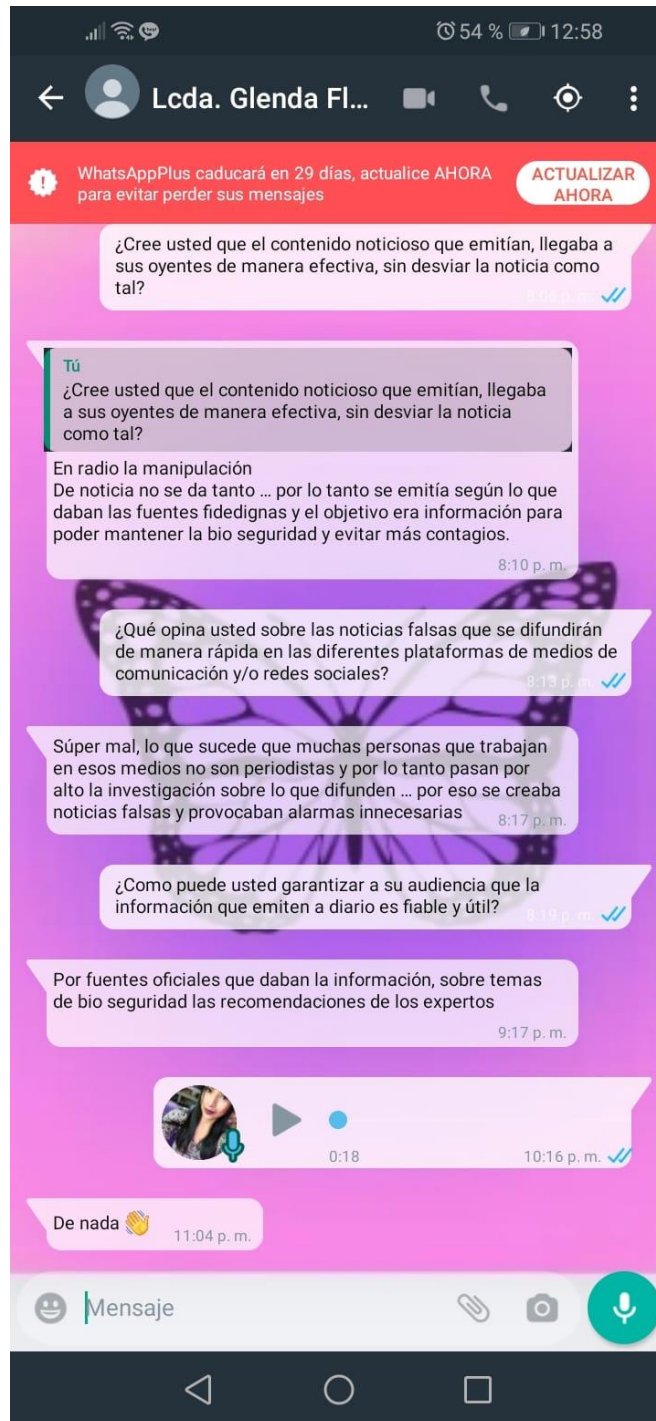 54 % 12:58
Lcda. Glenda Fl...
WhatsAppPlus caducará en 29 días, actualice AHORA
para evitar perder sus mensajes
ACTUALIZAR
AHORA
¿Cree usted que el contenido noticioso que emitían, llegaba a
sus oyentes de manera efectiva, sin desviar la noticia como
tal?
Tú
¿Cree usted que el contenido noticioso que emitían, llegaba
a sus oyentes de manera efectiva, sin desviar la noticia
como tal?
En radio la manipulación
De noticia no se da tanto ... por lo tanto se emitía según lo que
daban las fuentes fidedignas y el objetivo era información para
poder mantener la bio seguridad y evitar más contagios.
8:10 p. m.
¿Qué opina usted sobre las noticias falsas que se difundirán
de manera rápida en las diferentes plataformas de medios de
comunicación y/o redes sociales?
8:13 p. m.
Súper mal, lo que sucede que muchas personas que trabajan
en esos medios no son periodistas y por lo tanto pasan por
alto la investigación sobre lo que difunden ... por eso se creaba
noticias falsas y provocaban alarmas innecesarias
8:17 p. m.
¿Como puede usted garantizar a su audiencia que la
información que emiten a diario es fiable y útil?
8:19 p. m.
Por fuentes oficiales que daban la información, sobre temas
de bio seguridad las recomendaciones de los expertos
9:17 p. m.
0:18 10:16 p. m.
De nada 👋
11:04 p. m.
Mensaje